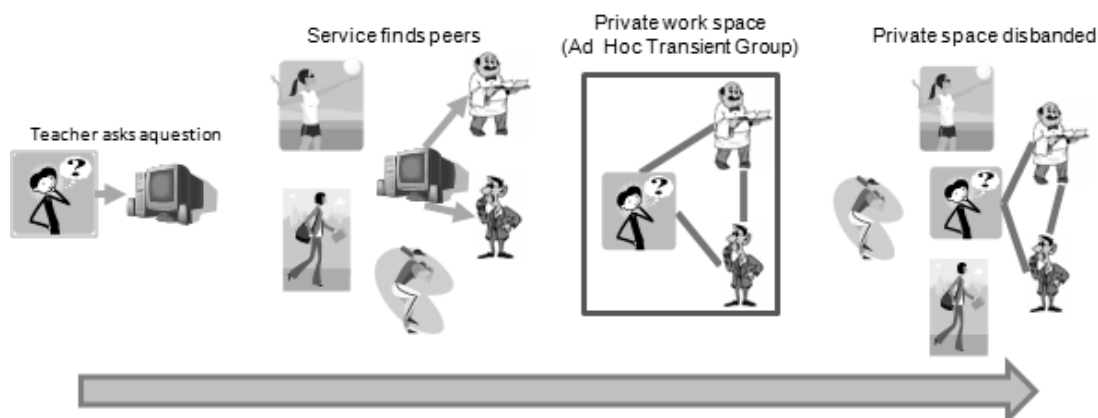 Teacher asks aquestion
Service finds peers
Private work space
(Ad Hoc Transient Group)
Private space disbanded
?
?
?